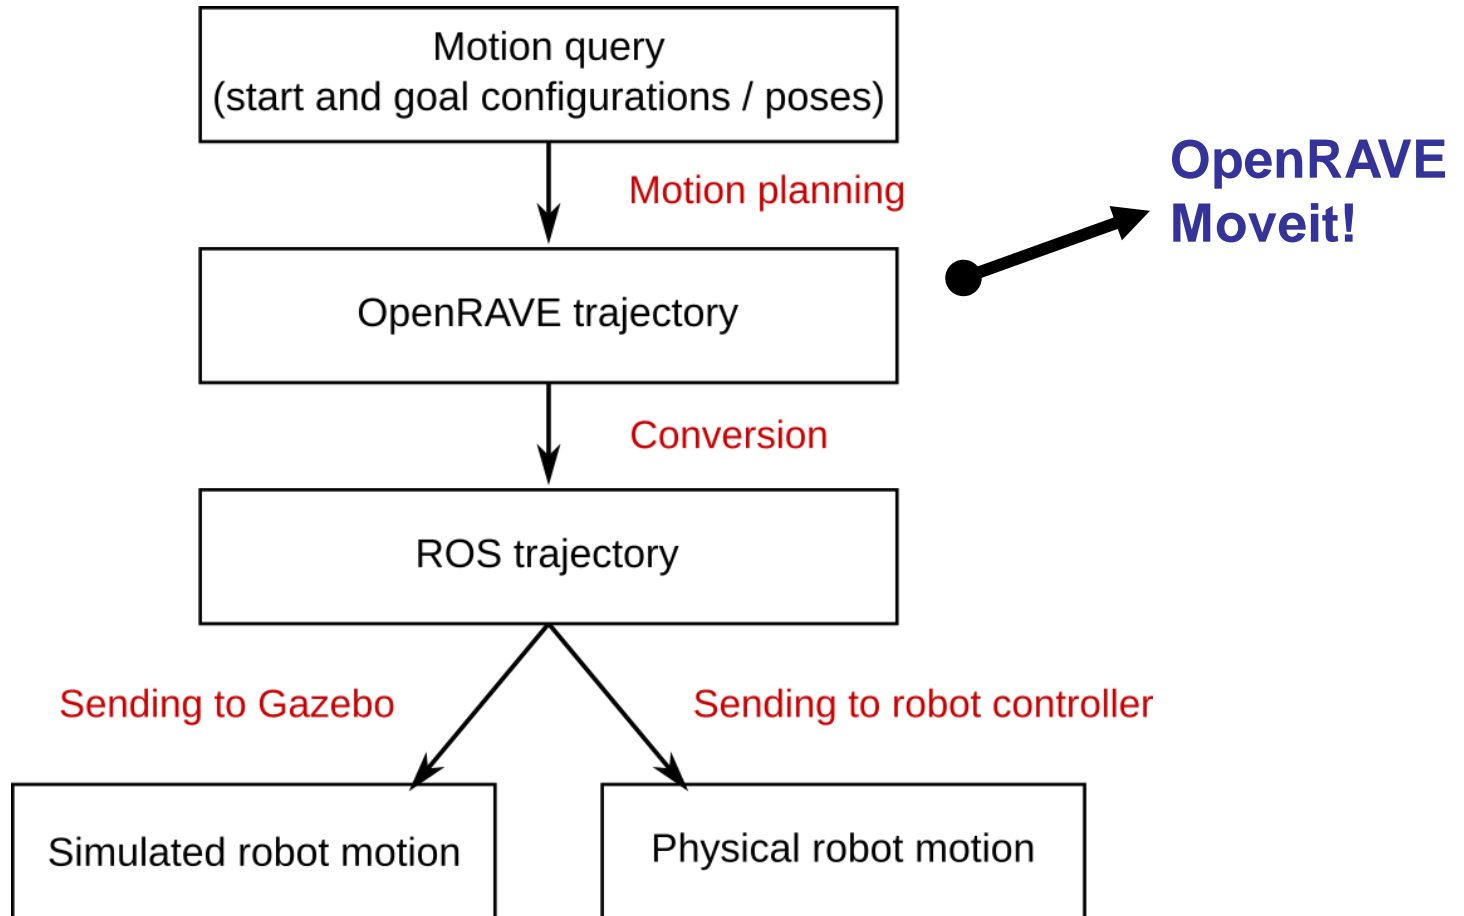 Motion query
(start and goal configurations / poses)
Motion planning
OpenRAVE
Moveit!
OpenRAVE trajectory
Conversion
ROS trajectory
Sending to Gazebo
Sending to robot controller
Simulated robot motion
Physical robot motion